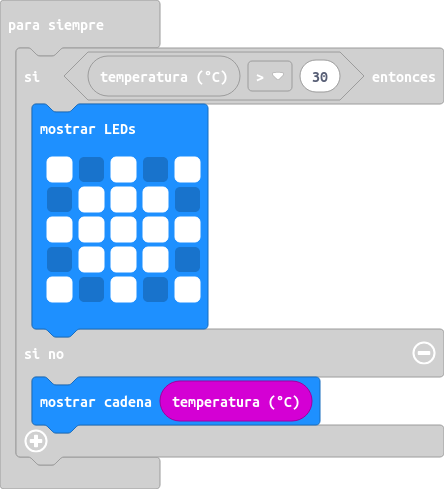 para siempre
si temperatura (°C) > 30 entonces
mostrar LEDs
si no
mostrar cadena temperatura (°C)